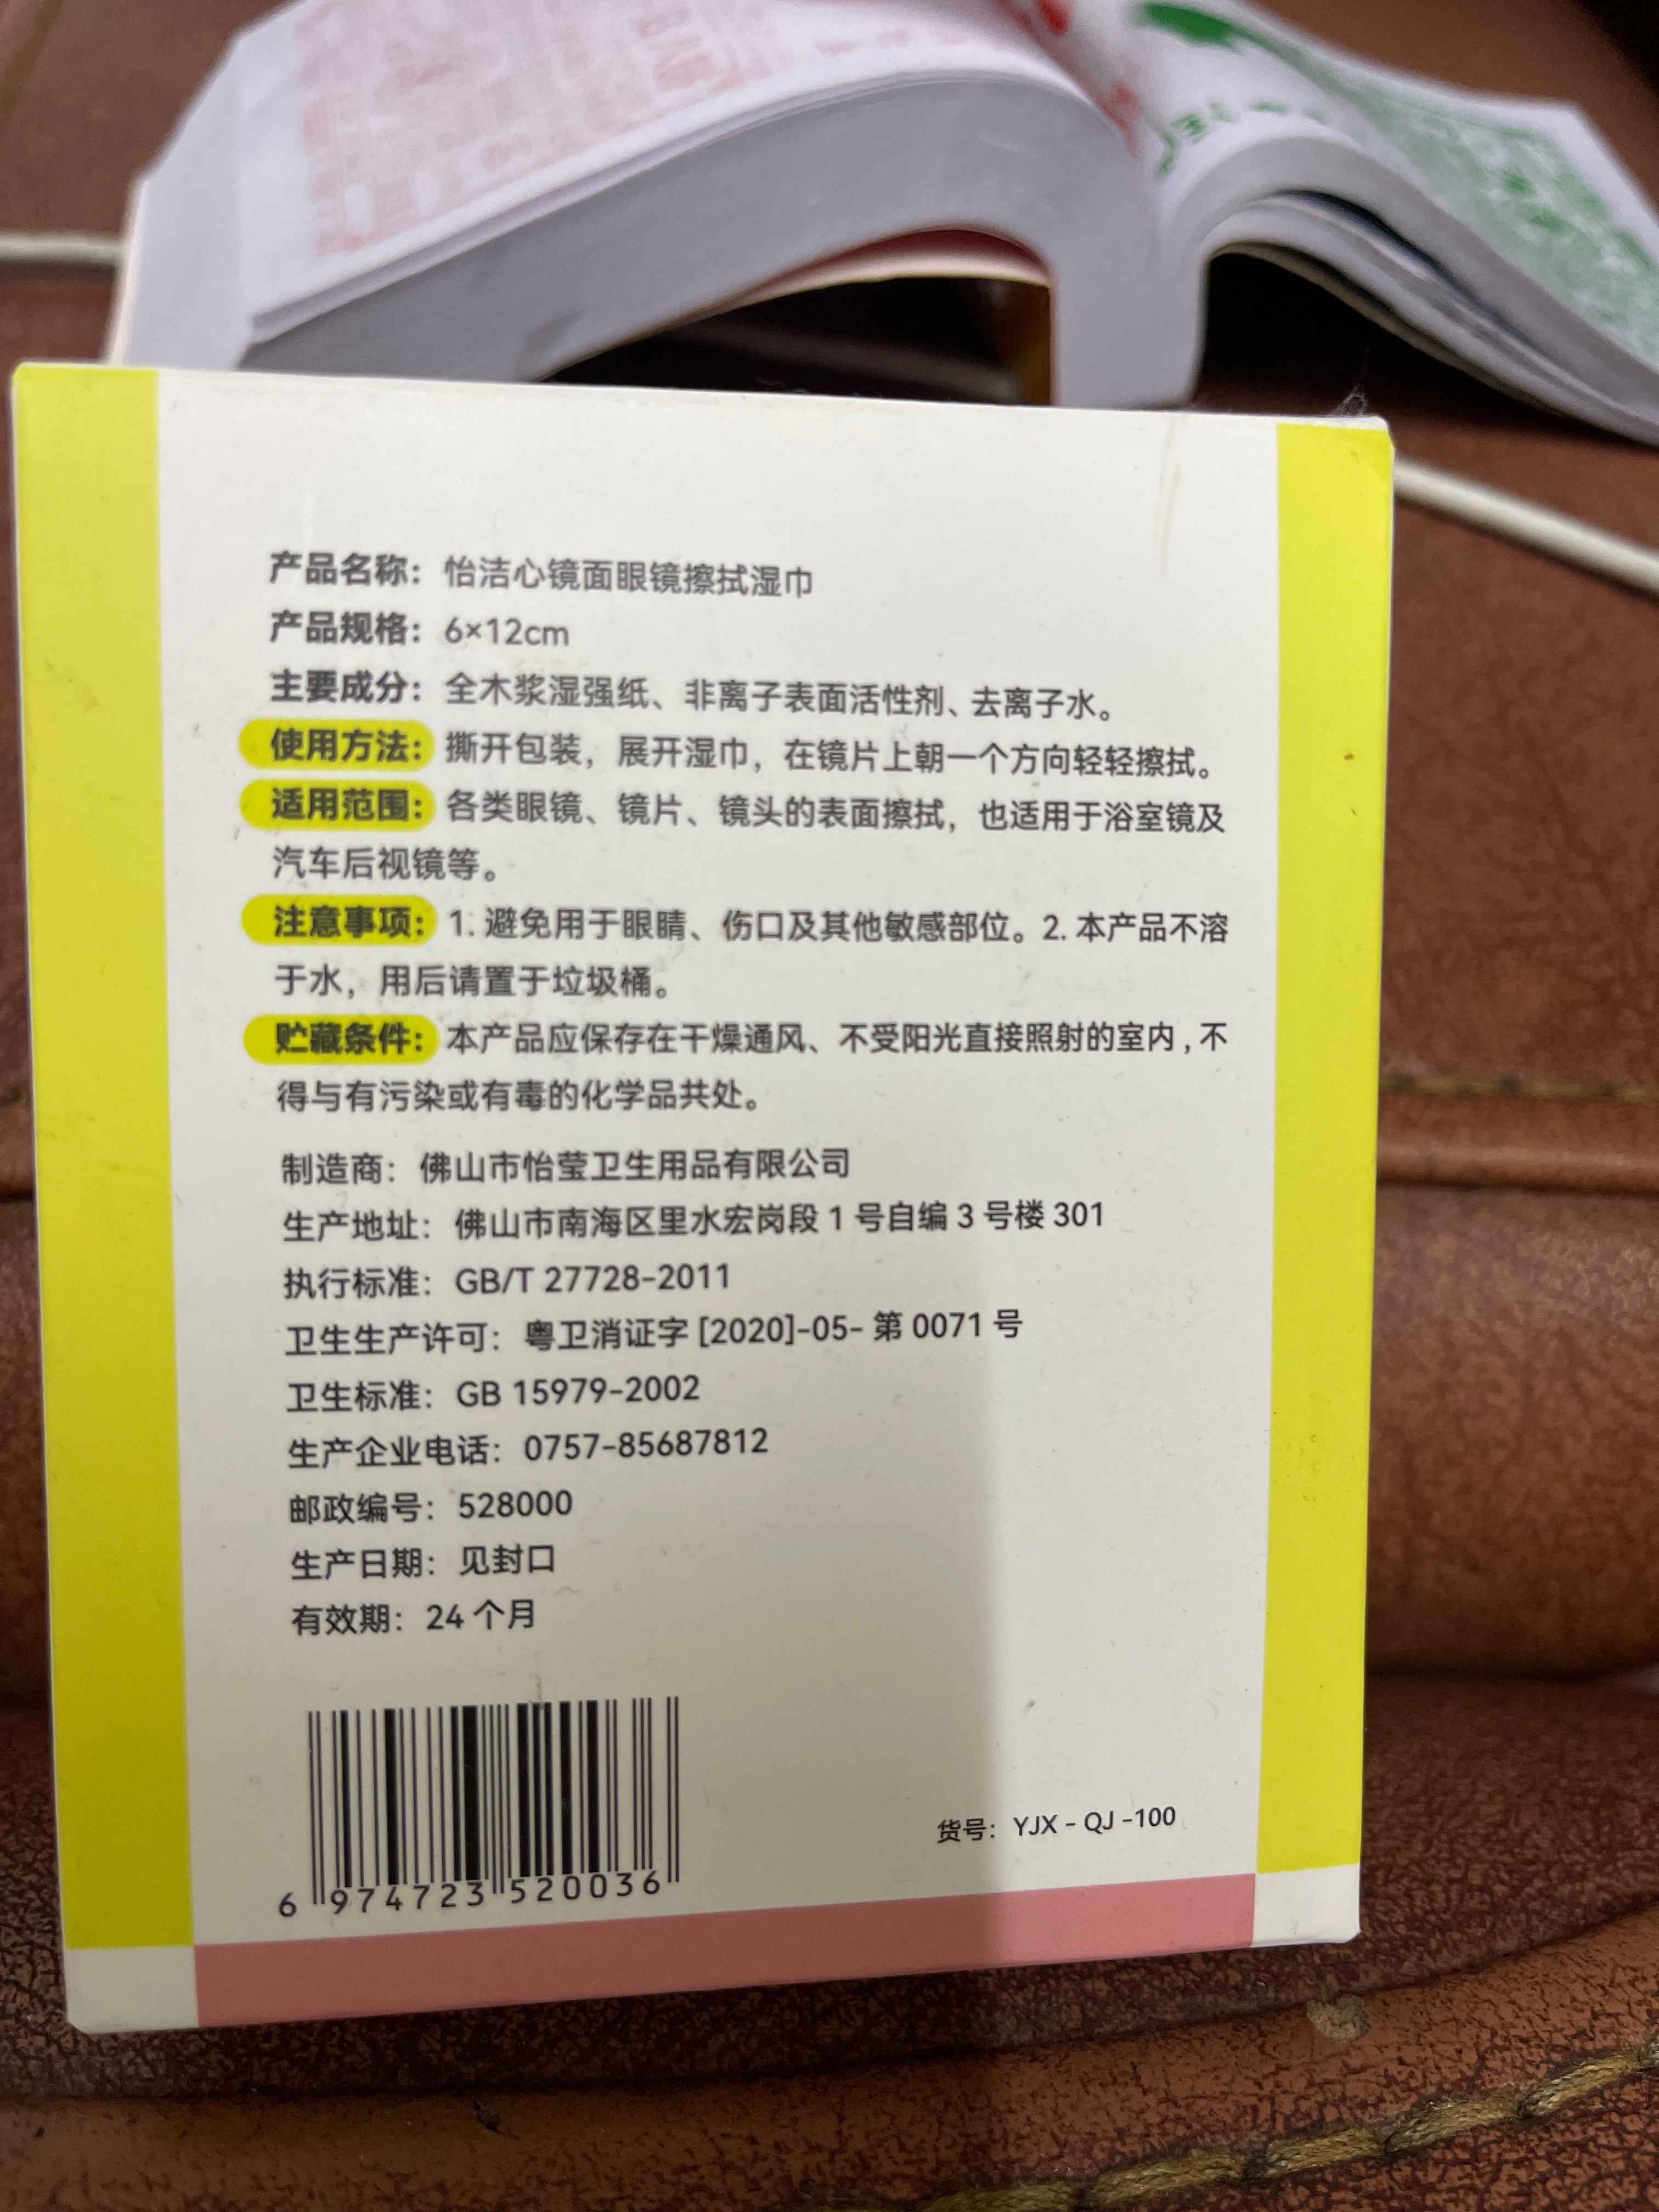 产品名称：怡洁心镜面眼镜擦拭湿巾
产品规格：6×12cm
主要成分：全木浆湿强纸、非离子表面活性剂、去离子水。
使用方法：撕开包装，展开湿巾，在镜片上朝一个方向轻轻擦拭。
适用范围：各类眼镜、镜片、镜头的表面擦拭，也适用于浴室镜及
汽车后视镜等。
注意事项：1. 避免用于眼睛、伤口及其他敏感部位。2. 本产品不溶
于水，用后请置于垃圾桶。
贮藏条件：本产品应保存在干燥通风、不受阳光直接照射的室内，不
得与有污染或有毒的化学品共处。
制造商：佛山市怡莹卫生用品有限公司
生产地址：佛山市南海区里水宏岗段 1 号自编 3 号楼 301
执行标准：GB/T 27728-2011
卫生生产许可：粤卫消证字 [2020]-05- 第 0071 号
卫生标准：GB 15979-2002
生产企业电话：0757-85687812
邮政编号：528000
生产日期：见封口
有效期：24 个月
货号：YJX - QJ -100
6 974723 520036